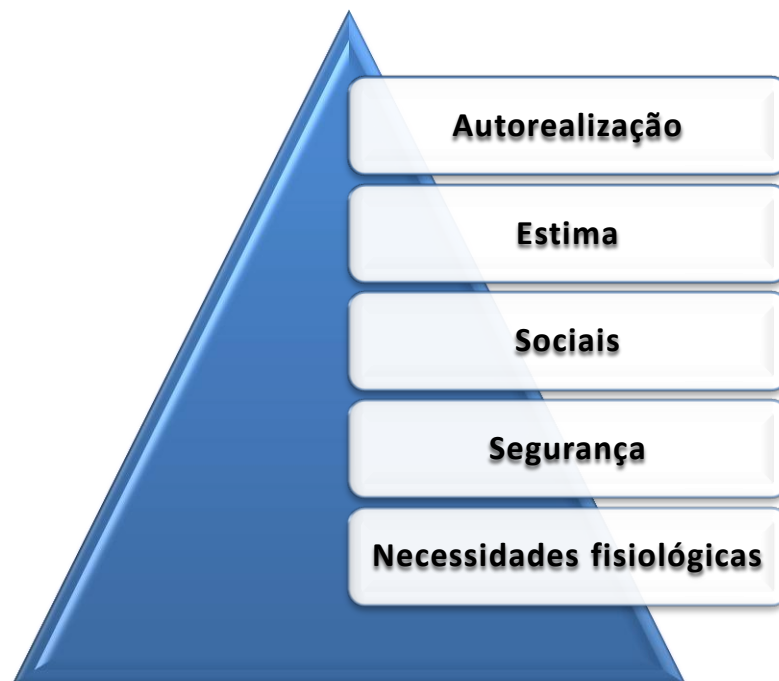 Autorealização
Estima
Sociais
Segurança
Necessidades fisiológicas